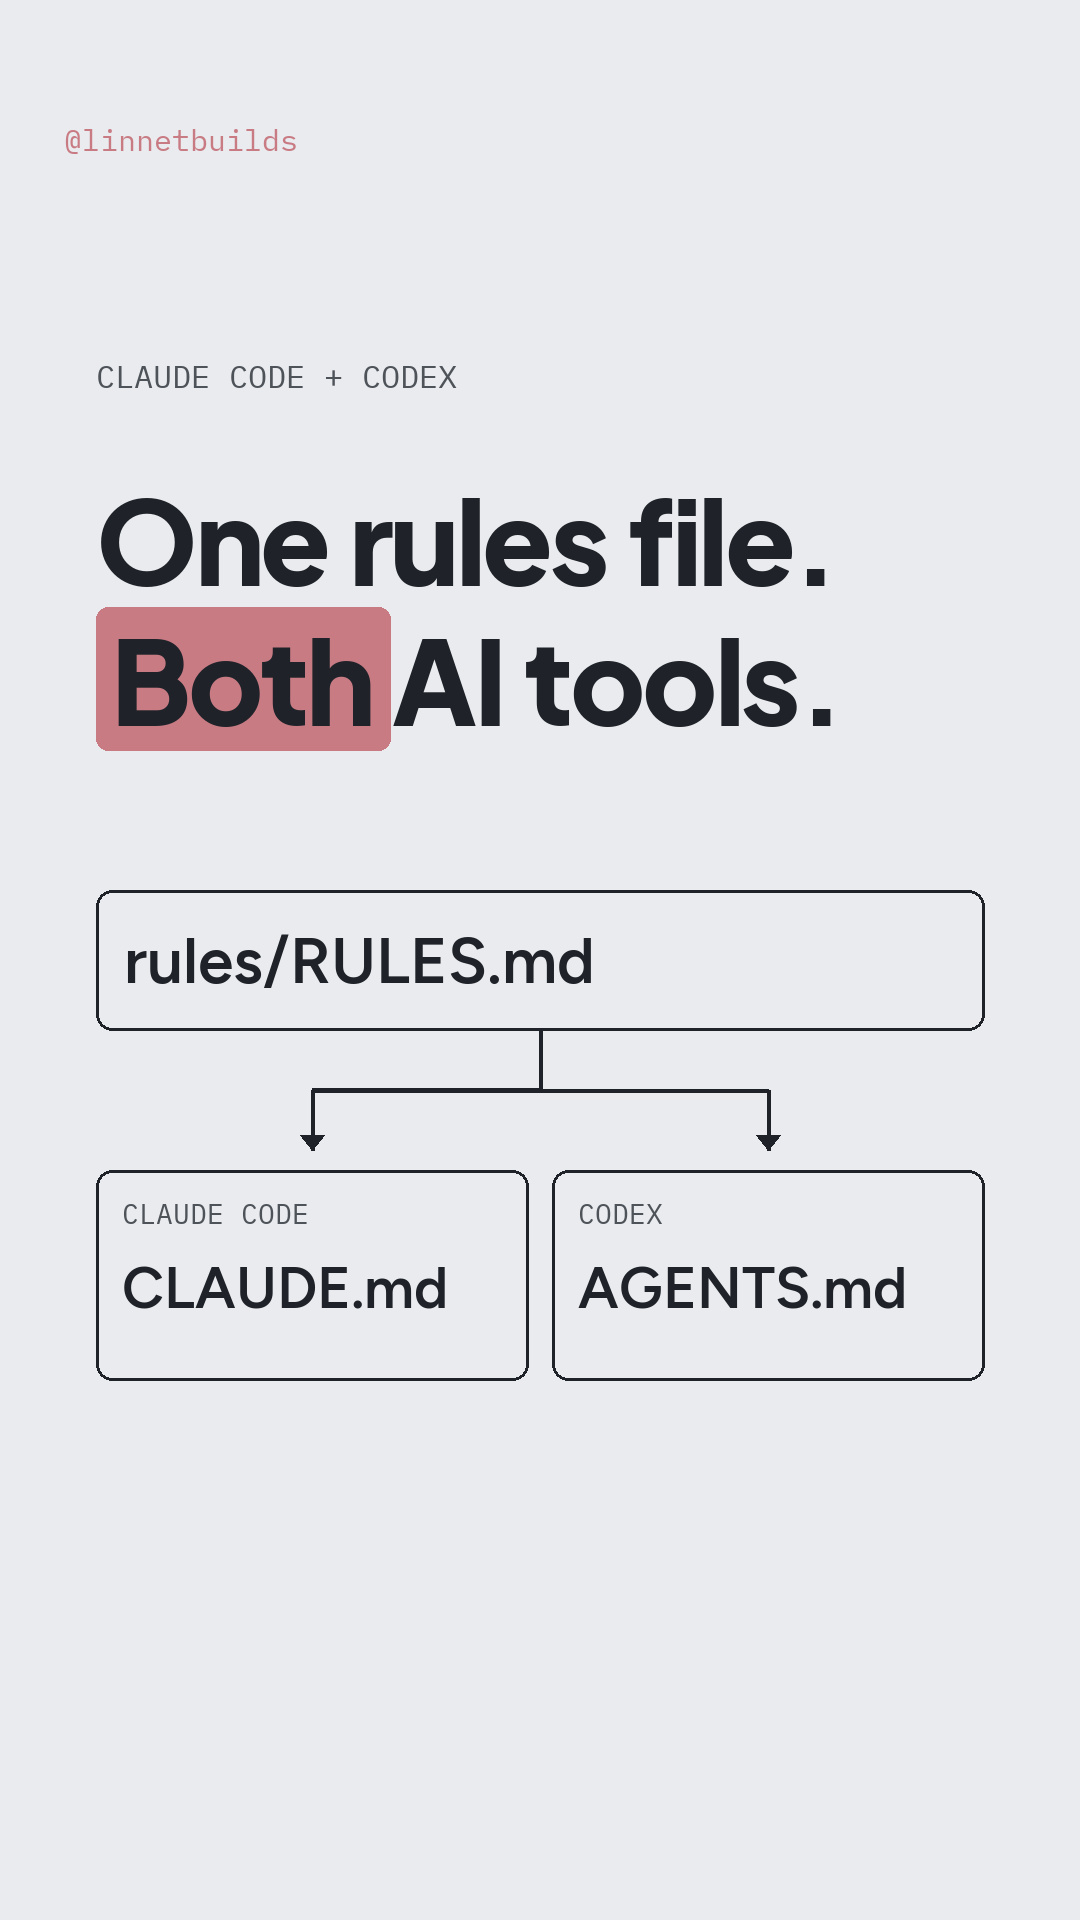 @linnetbuilds
CLAUDE CODE + CODEX
One rules file.
Both AI tools.
rules/RULES.md
CLAUDE CODE
CLAUDE.md
CODEX
AGENTS.md